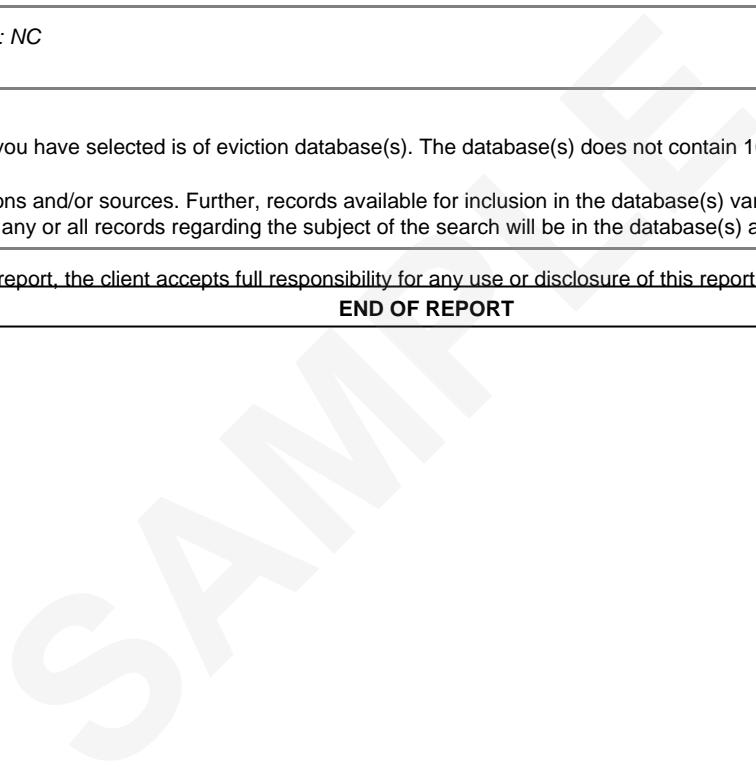 : NC
you have selected is of eviction database(s). The database(s) does not contain 1
ons and/or sources. Further, records available for inclusion in the database(s) var
any or all records regarding the subject of the search will be in the database(s) a
report, the client accepts full responsibility for any use or disclosure of this report
END OF REPORT
SAMPLE